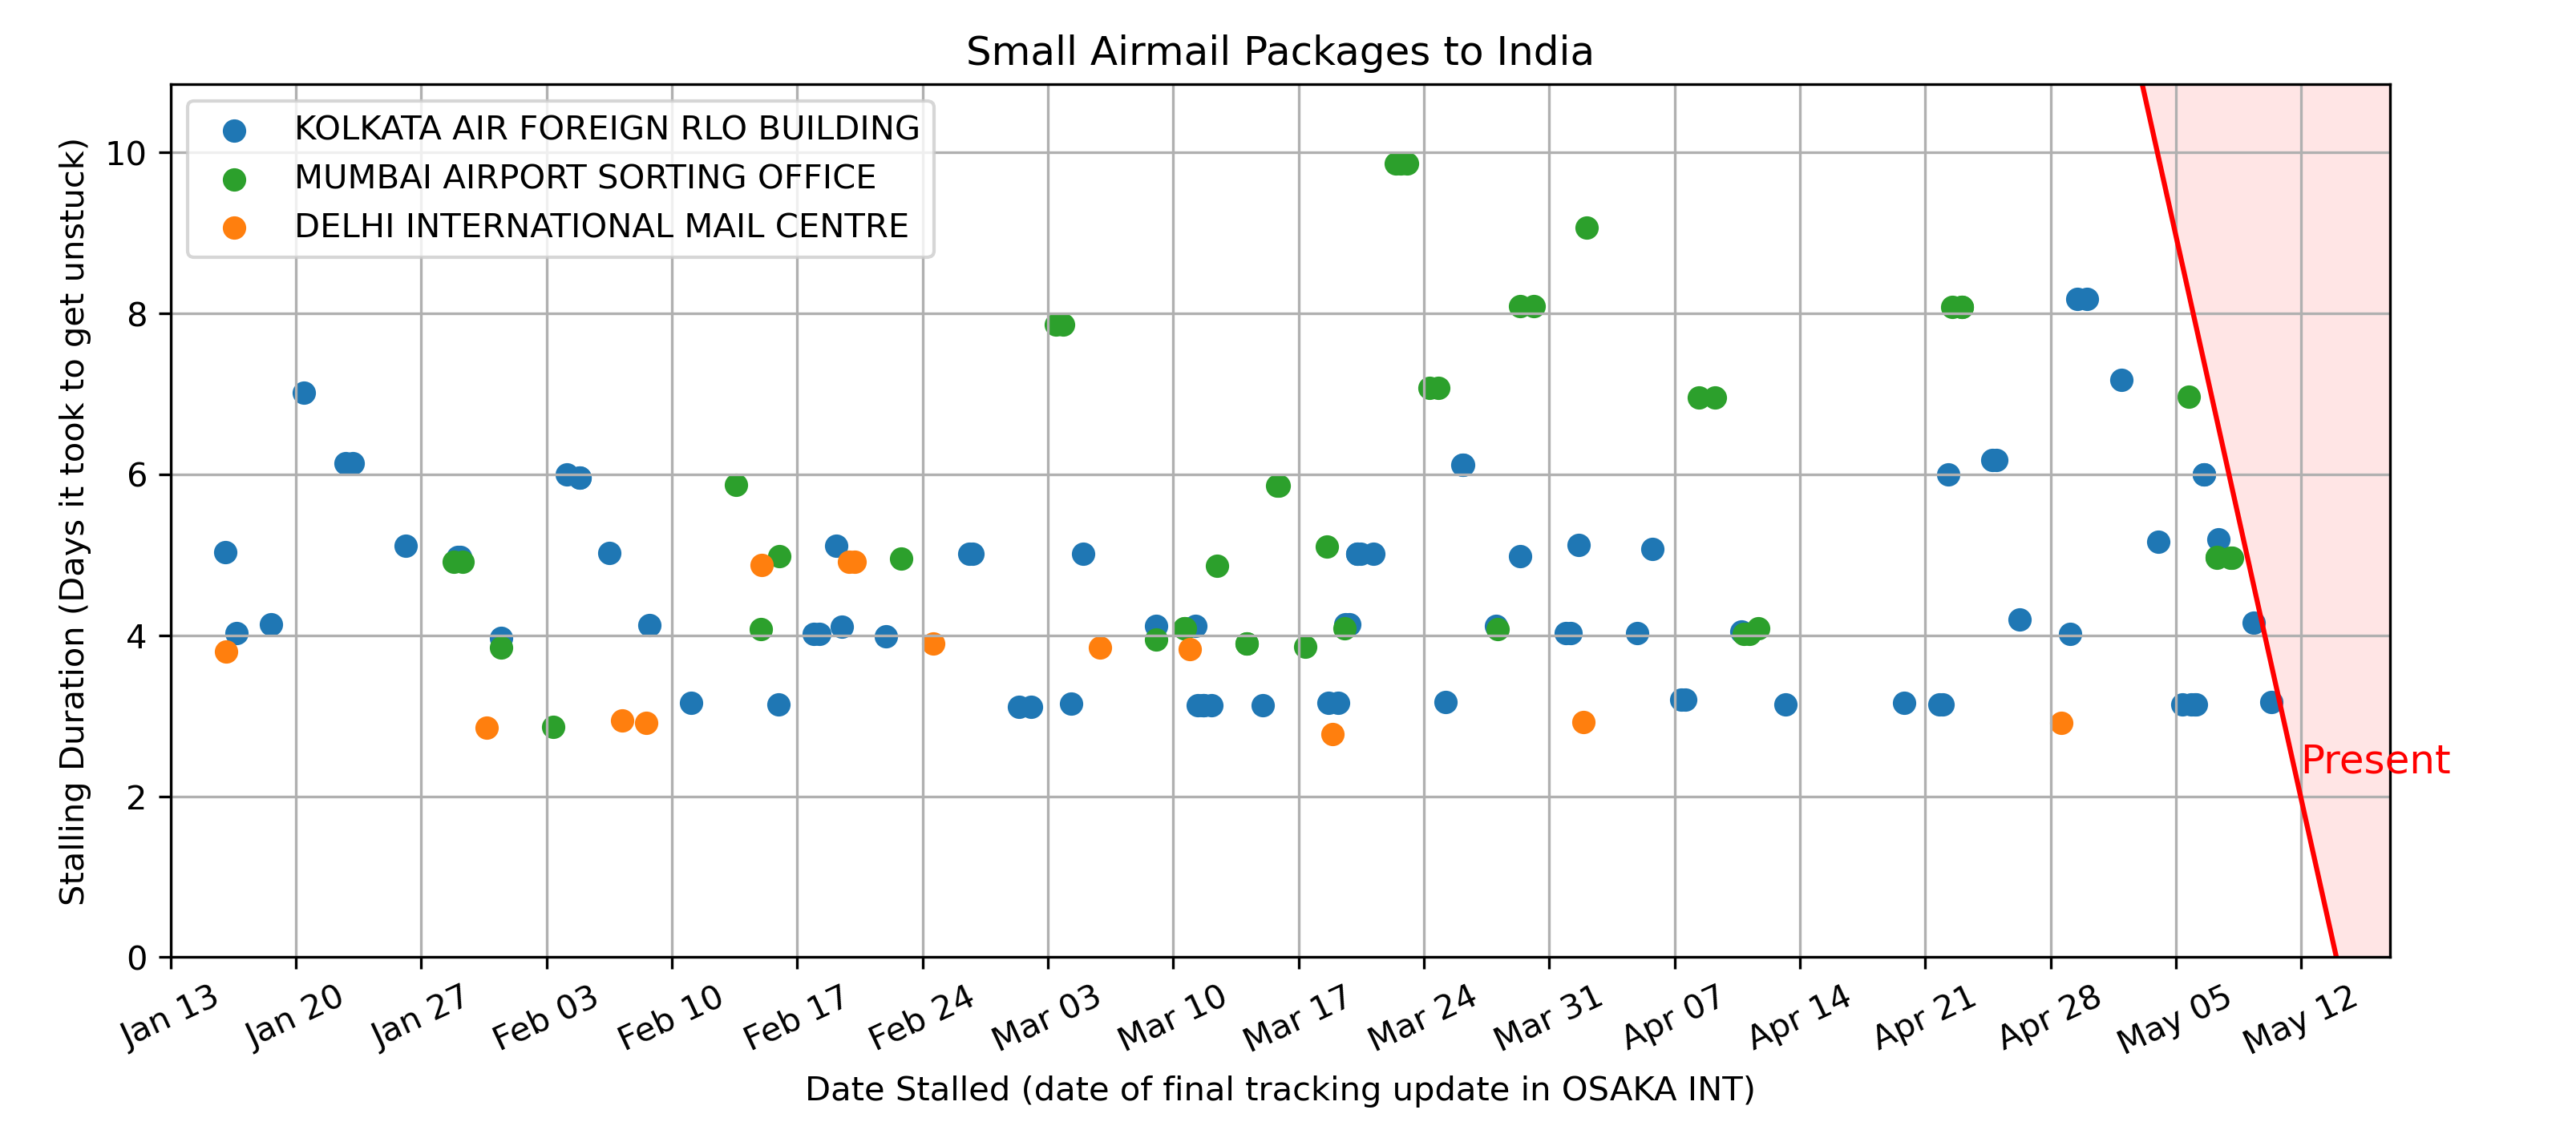 Small Airmail Packages to India
KOLKATA AIR FOREIGN RLO BUILDING
MUMBAI AIRPORT SORTING OFFICE
DELHI INTERNATIONAL MAIL CENTRE
Stalling Duration (Days it took to get unstuck)
10
8
6
4
2
0
Present
Jan 13
Jan 20
Jan 27
Feb 03
Feb 10
Feb 17
Feb 24
Mar 03
Mar 10
Mar 17
Mar 24
Mar 31
Apr 07
Apr 14
Apr 21
Apr 28
May 05
May 12
Date Stalled (date of final tracking update in OSAKA INT)